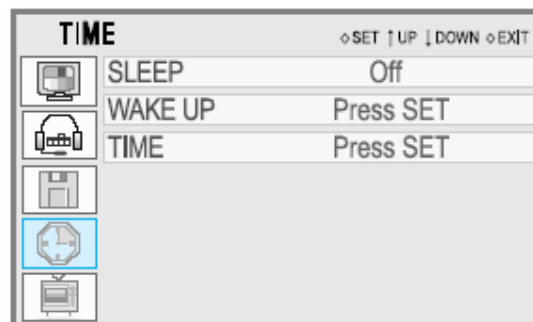 TIME ◇SET ↑UP ↓DOWN ◇EXIT
SLEEP Off
WAKE UP Press SET
TIME Press SET